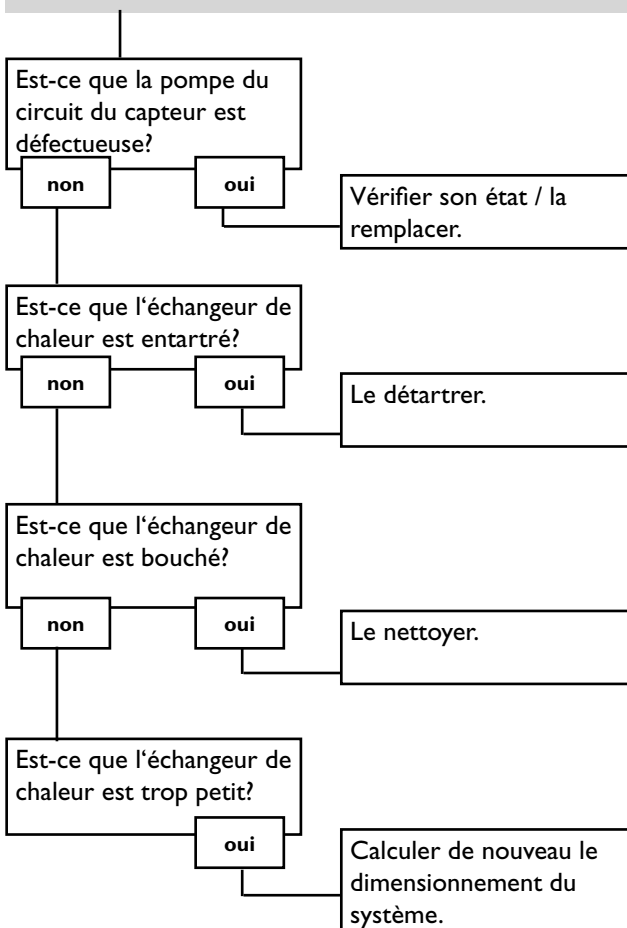 Est-ce que la pompe du
circuit du capteur est
défectueuse?
non
oui
Vérifier son état / la
remplacer.
Est-ce que l‘échangeur de
chaleur est entartré?
non
oui
Le détartrer.
Est-ce que l‘échangeur de
chaleur est bouché?
non
oui
Le nettoyer.
Est-ce que l‘échangeur de
chaleur est trop petit?
oui
Calculer de nouveau le
dimensionnement du
système.